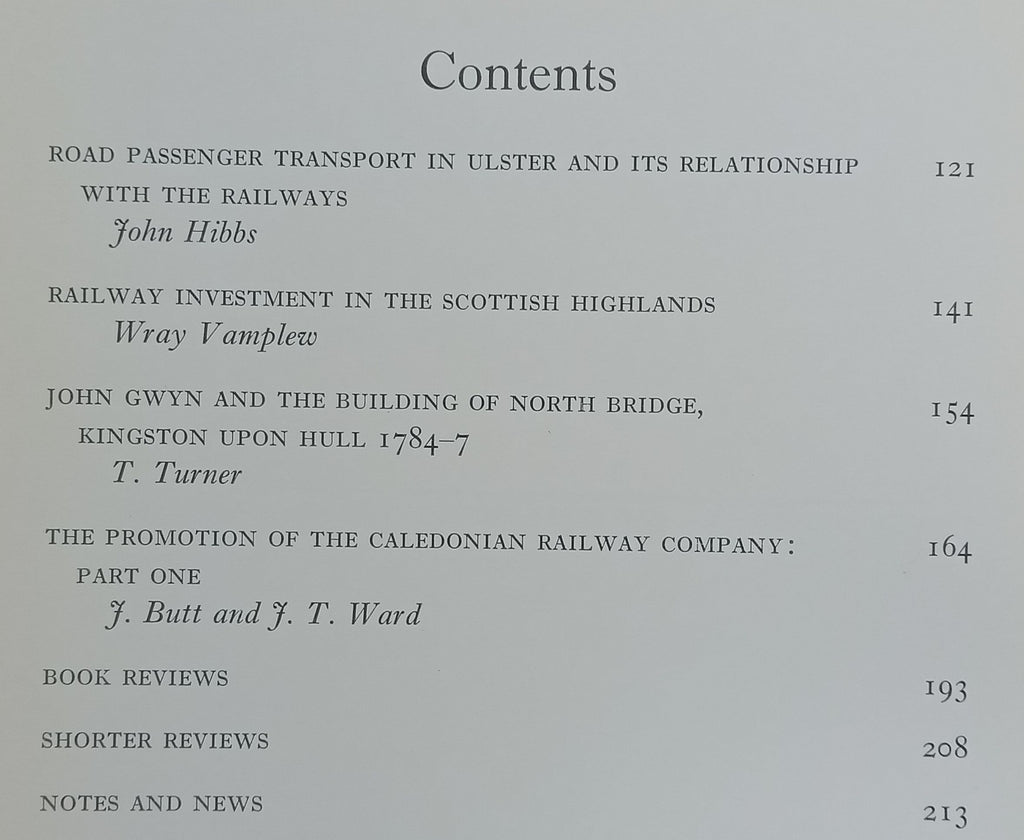 Contents
ROAD PASSENGER TRANSPORT IN ULSTER AND ITS RELATIONSHIP 121
WITH THE RAILWAYS
John Hibbs
RAILWAY INVESTMENT IN THE SCOTTISH HIGHLANDS 141
Wray Vamplew
JOHN GWYN AND THE BUILDING OF NORTH BRIDGE, 154
KINGSTON UPON HULL 1784–7
T. Turner
THE PROMOTION OF THE CALEDONIAN RAILWAY COMPANY: 164
PART ONE
J. Butt and J. T. Ward
BOOK REVIEWS 193
SHORTER REVIEWS 208
NOTES AND NEWS 213